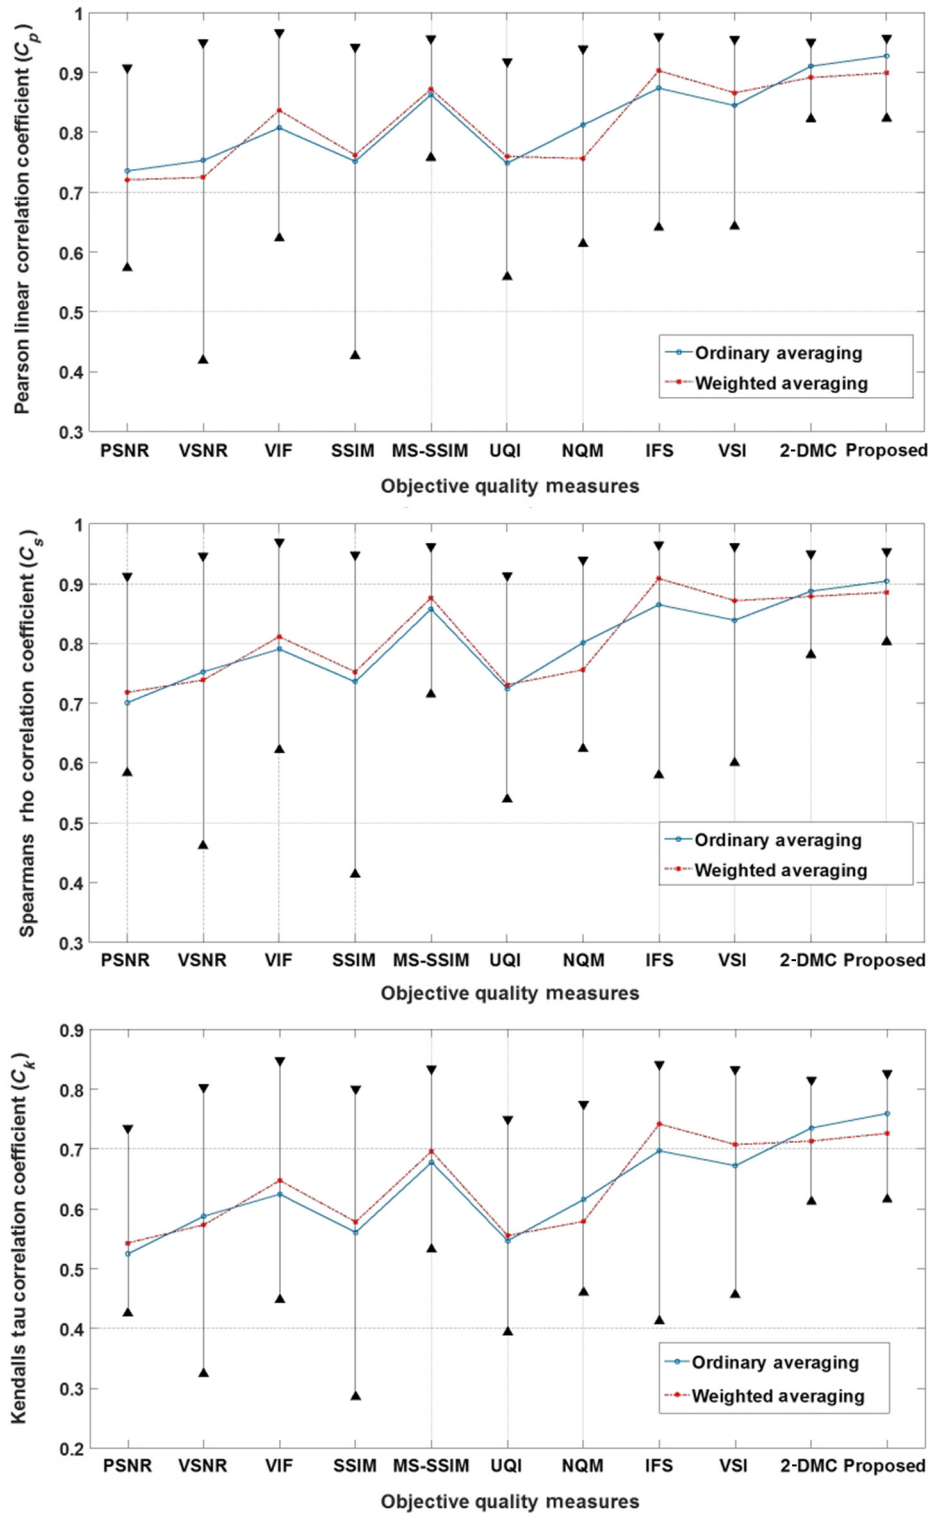 Pearson linear correlation coefficient (Cp)
1
0.9
0.8
0.7
0.6
0.5
0.4
0.3
Ordinary averaging
Weighted averaging
PSNR VSNR VIF SSIM MS-SSIM UQI NQM IFS VSI 2-DMC Proposed
Objective quality measures
Spearmans rho correlation coefficient (Cs)
1
0.9
0.8
0.7
0.6
0.5
0.4
0.3
Ordinary averaging
Weighted averaging
PSNR VSNR VIF SSIM MS-SSIM UQI NQM IFS VSI 2-DMC Proposed
Objective quality measures
Kendalls tau correlation coefficient (Ck)
0.9
0.8
0.7
0.6
0.5
0.4
0.3
0.2
Ordinary averaging
Weighted averaging
PSNR VSNR VIF SSIM MS-SSIM UQI NQM IFS VSI 2-DMC Proposed
Objective quality measures